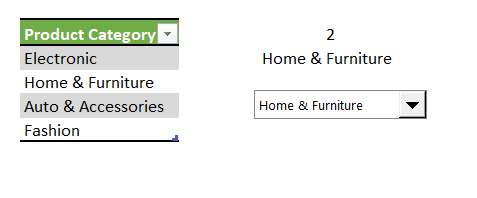 Product Category
Electronic
Home & Furniture
Auto & Accessories
Fashion
2
Home & Furniture
Home & Furniture